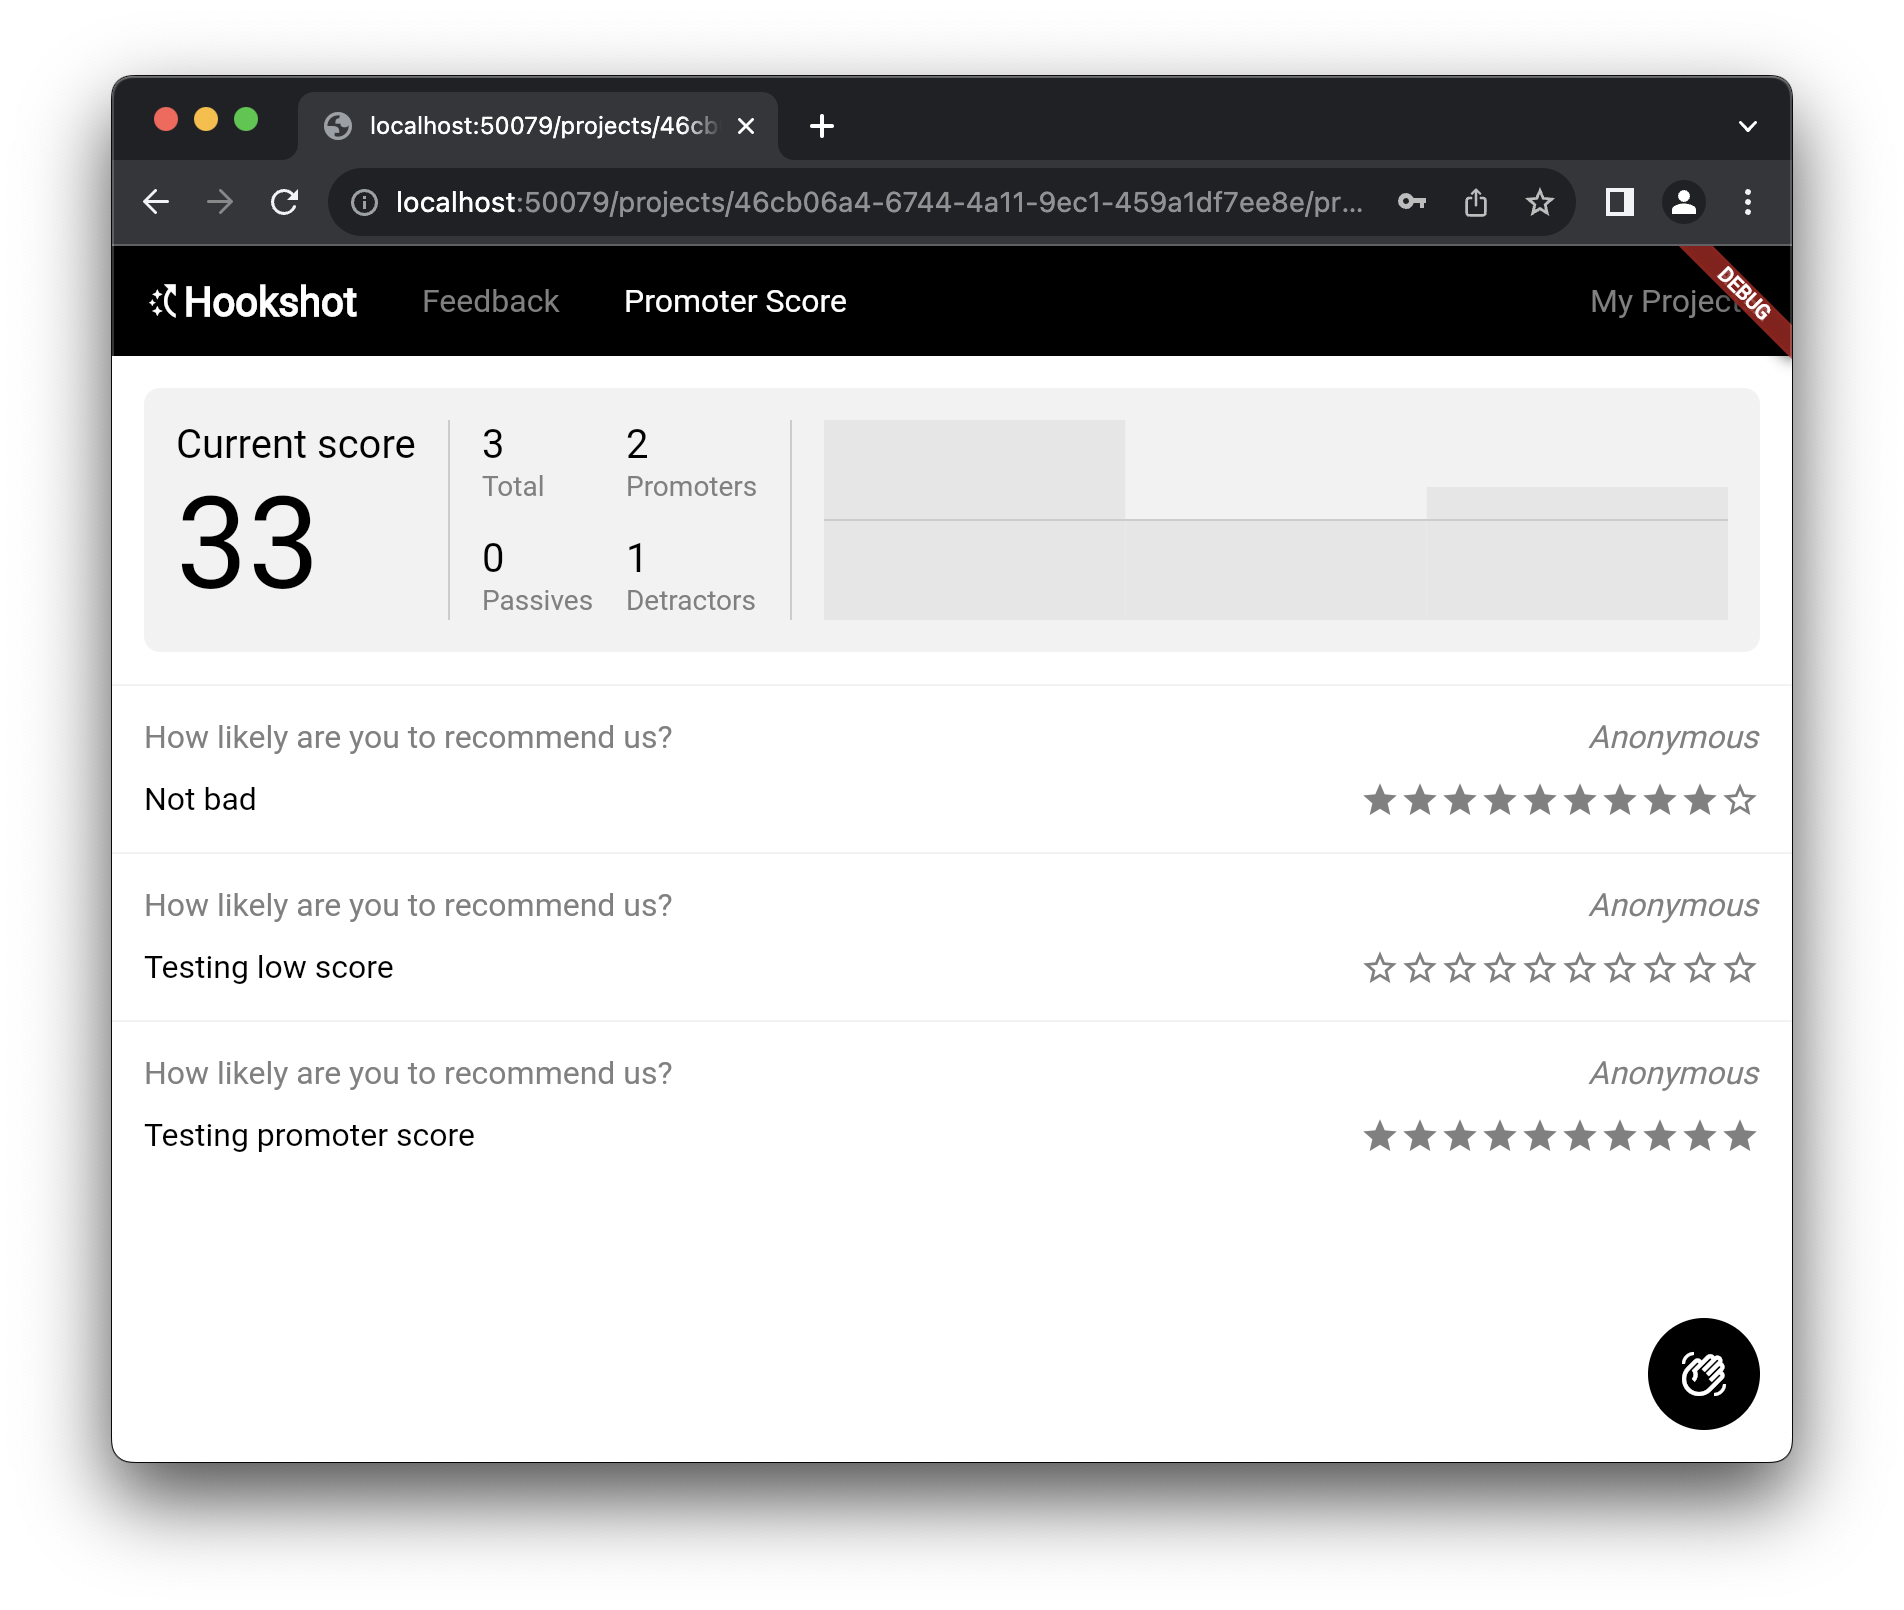 localhost:50079/projects/46cb
localhost:50079/projects/46cb06a4-6744-4a11-9ec1-459a1df7ee8e/pr...
Hookshot Feedback Promoter Score My Project
DEBUG
Current score
33
3 2
Total Promoters
0 1
Passives Detractors
How likely are you to recommend us? Anonymous
Not bad
How likely are you to recommend us? Anonymous
Testing low score
How likely are you to recommend us? Anonymous
Testing promoter score